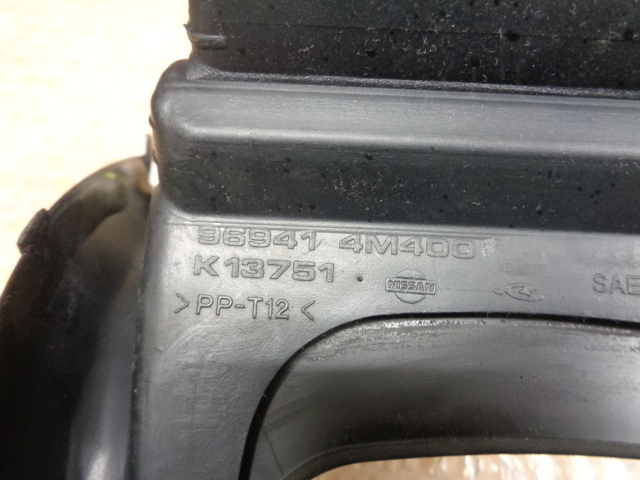 96941 4M400
K13751
NISSAN
SAE
>PP-T12<